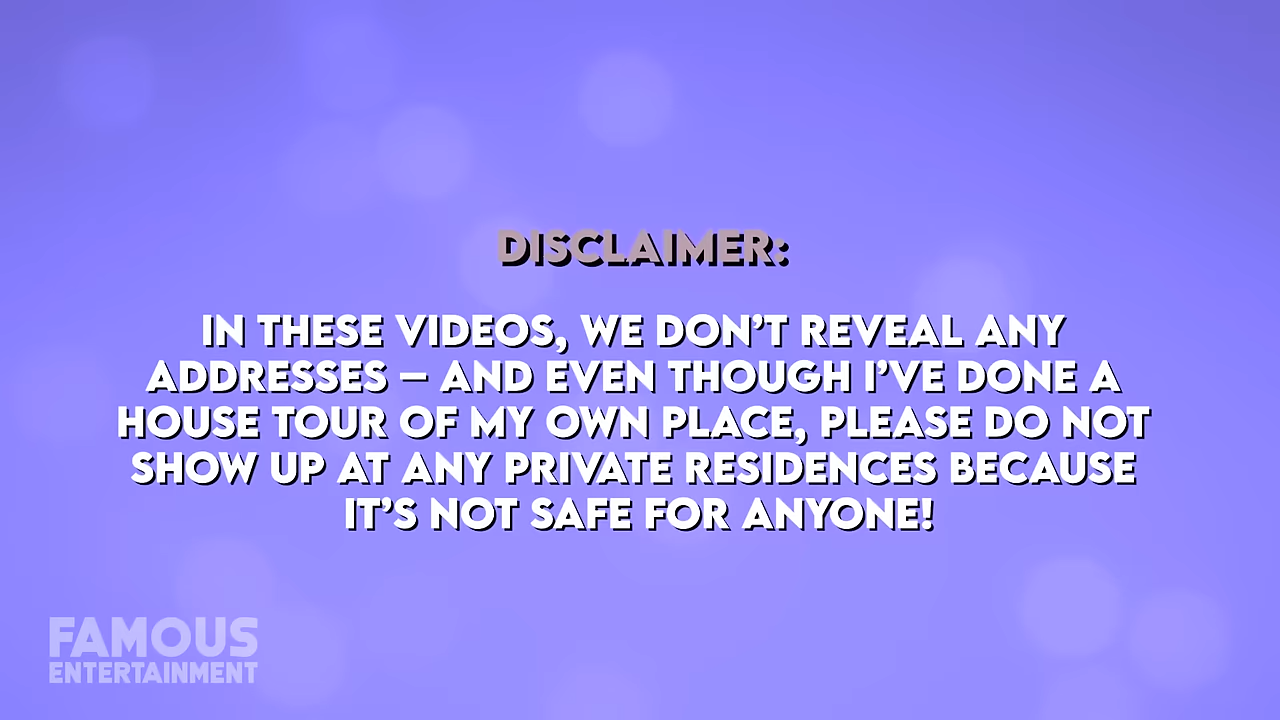 DISCLAIMER:
IN THESE VIDEOS, WE DON'T REVEAL ANY
ADDRESSES – AND EVEN THOUGH I'VE DONE A
HOUSE TOUR OF MY OWN PLACE, PLEASE DO NOT
SHOW UP AT ANY PRIVATE RESIDENCES BECAUSE
IT'S NOT SAFE FOR ANYONE!
FAMOUS
ENTERTAINMENT